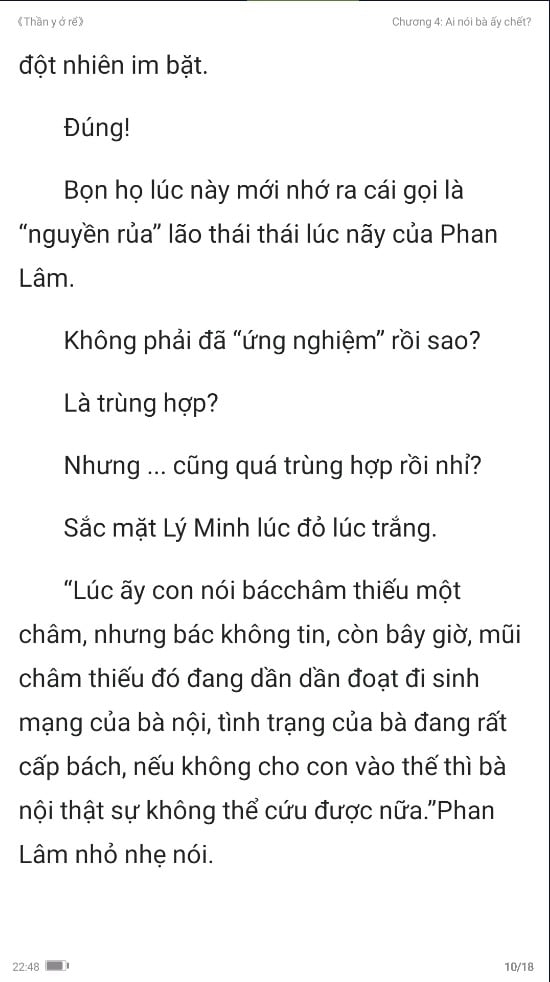 《Thần y ở rể》 Chương 4: Ai nói bà ấy chết?
đột nhiên im bặt.
Đúng!
Bọn họ lúc này mới nhớ ra cái gọi là
“nguyền rủa” lão thái thái lúc nãy của Phan
Lâm.
Không phải đã “ứng nghiệm” rồi sao?
Là trùng hợp?
Nhưng ... cũng quá trùng hợp rồi nhỉ?
Sắc mặt Lý Minh lúc đỏ lúc trắng.
“Lúc ãy con nói bácchâm thiếu một
châm, nhưng bác không tin, còn bây giờ, mũi
châm thiếu đó đang dần dần đoạt đi sinh
mạng của bà nội, tình trạng của bà đang rất
cấp bách, nếu không cho con vào thế thì bà
nội thật sự không thể cứu được nữa.”Phan
Lâm nhỏ nhẹ nói.
22:48 10/18